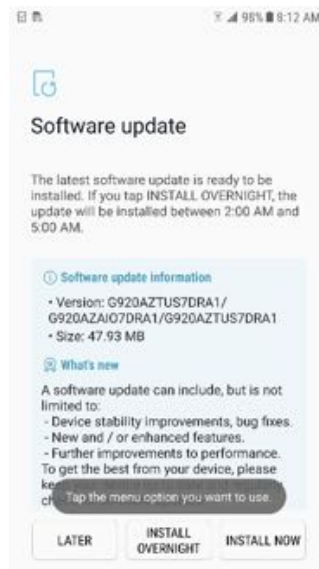 98% 8:12 AM
Software update
The latest software update is ready to be
installed. If you tap INSTALL OVERNIGHT, the
update will be installed between 2:00 AM and
5:00 AM.
Software update information
• Version: G920AZTUS7DRA1/
G920AZAIO7DRA1/G920AZTUS7DRA1
• Size: 47.93 MB
What's new
A software update can include, but is not
limited to:
- Device stability improvements, bug fixes.
- New and / or enhanced features.
- Further improvements to performance.
To get the best from your device, please
Tap the menu option you want to use.
LATER
INSTALL
OVERNIGHT
INSTALL NOW